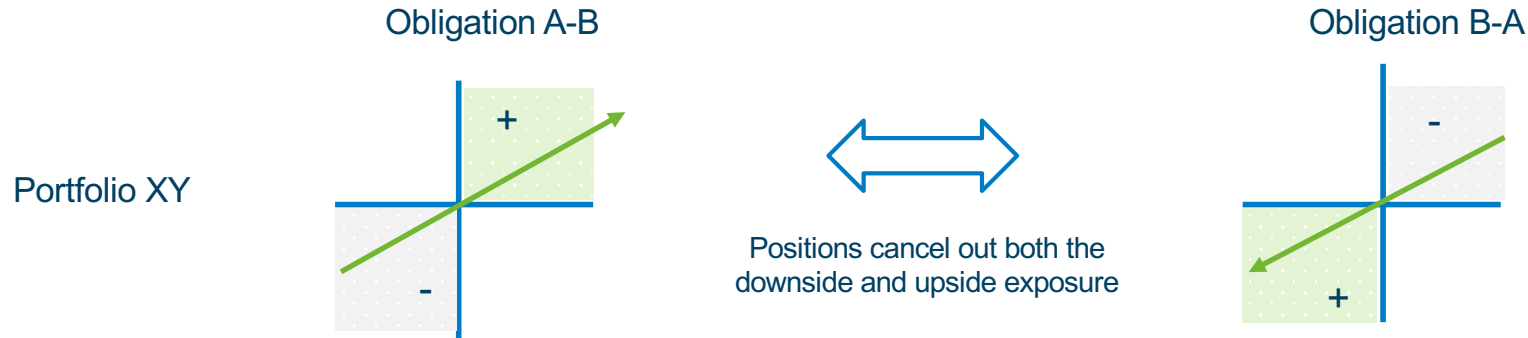 Obligation A-B
Obligation B-A
+
-
Portfolio XY
Positions cancel out both the
downside and upside exposure
-
+